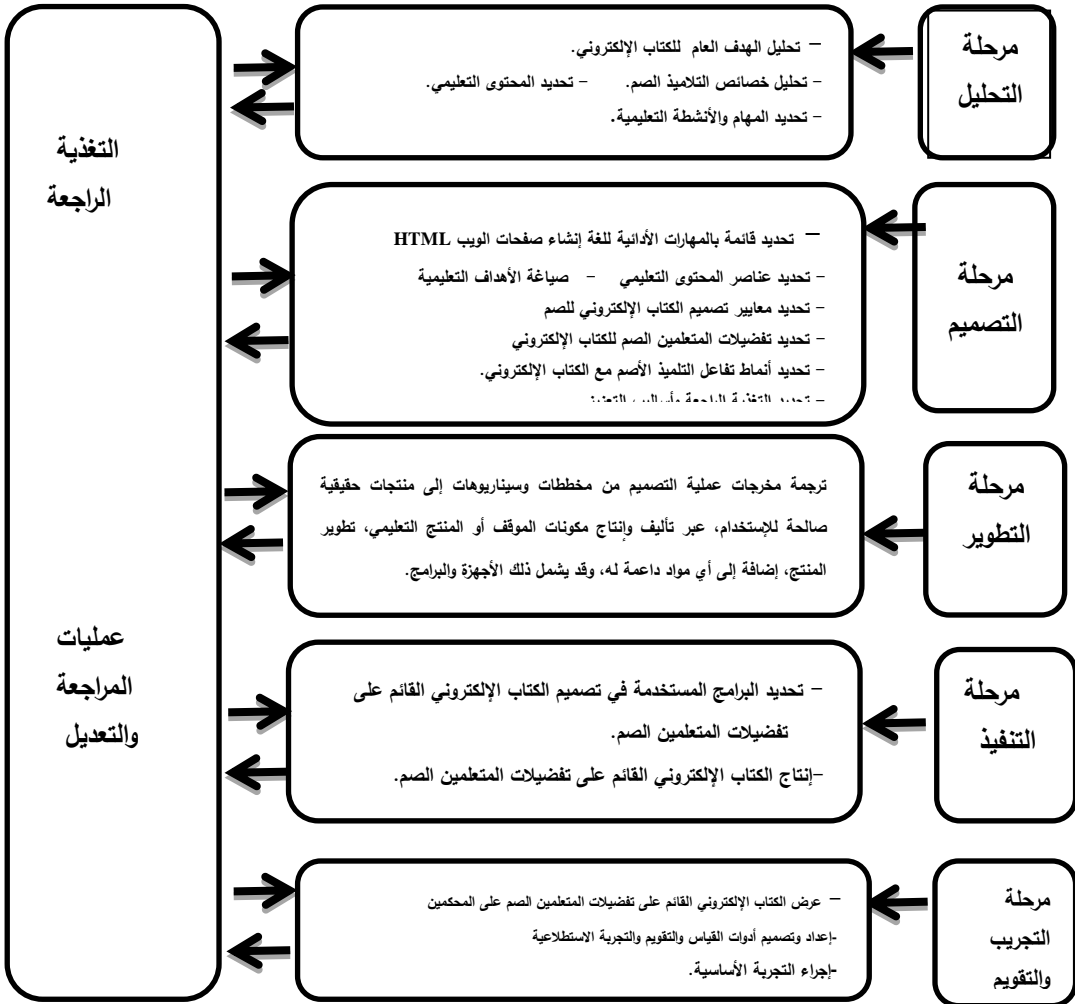 مرحلة
التحليل
– تحليل الهدف العام للكتاب الإلكتروني.
– تحليل خصائص التلاميذ الصم. – تحديد المحتوى التعليمي.
– تحديد المهام والأنشطة التعليمية.
مرحلة
التصميم
– تحديد قائمة بالمهارات الأدائية للغة إنشاء صفحات الويب HTML
– تحديد عناصر المحتوى التعليمي – صياغة الأهداف التعليمية
– تحديد معايير تصميم الكتاب الإلكتروني للصم
– تحديد تفضيلات المتعلمين الصم للكتاب الإلكتروني
– تحديد أنماط تفاعل التلميذ الأصم مع الكتاب الإلكتروني.
– تحديد التغذية الراجعة وأساليب التعزيز
مرحلة
التطوير
ترجمة مخرجات عملية التصميم من مخططات وسيناريوهات إلى منتجات حقيقية
صالحة للإستخدام، عبر تأليف وإنتاج مكونات الموقف أو المنتج التعليمي، تطوير
المنتج، إضافة إلى أي مواد داعمة له، وقد يشمل ذلك الأجهزة والبرامج.
مرحلة
التنفيذ
– تحديد البرامج المستخدمة في تصميم الكتاب الإلكتروني القائم على
تفضيلات المتعلمين الصم.
–إنتاج الكتاب الإلكتروني القائم على تفضيلات المتعلمين الصم.
مرحلة
التجريب
والتقويم
– عرض الكتاب الإلكتروني القائم على تفضيلات المتعلمين الصم على المحكمين
-إعداد وتصميم أدوات القياس والتقويم والتجربة الاستطلاعية
-إجراء التجربة الأساسية.
التغذية
الراجعة
عمليات
المراجعة
والتعديل